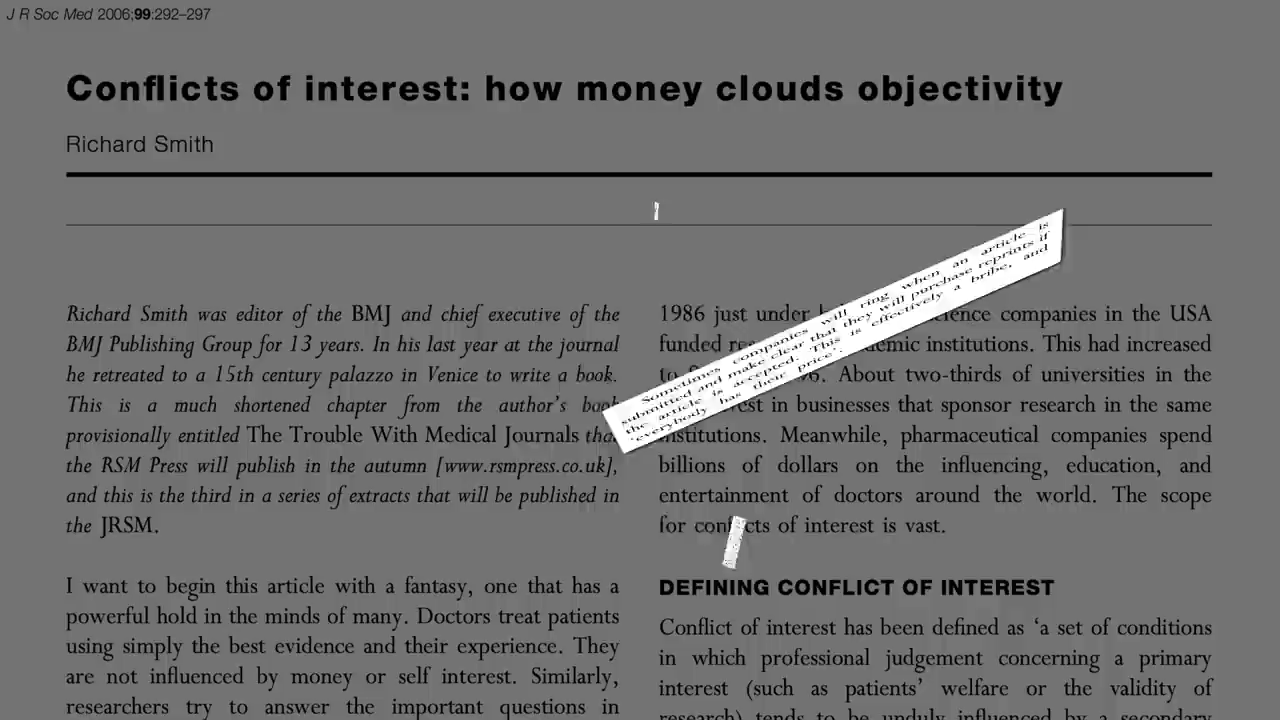 J R Soc Med 2006;99:292–297
Conflicts of interest: how money clouds objectivity
Richard Smith
Richard Smith was editor of the BMJ and chief executive of the
BMJ Publishing Group for 13 years. In his last year at the journal
he retreated to a 15th century palazzo in Venice to write a book.
This is a much shortened chapter from the author's book
provisionally entitled The Trouble With Medical Journals that
the RSM Press will publish in the autumn [www.rsmpress.co.uk],
and this is the third in a series of extracts that will be published in
the JRSM.
I want to begin this article with a fantasy, one that has a
powerful hold in the minds of many. Doctors treat patients
using simply the best evidence and their experience. They
are not influenced by money or self interest. Similarly,
researchers try to answer the important questions in
Sometimes companies will ring when an article is
submitted and make clear that they will purchase reprints if
the article is accepted. This is effectively a bribe, and
'everybody has their price'.
1986 just under companies in the USA
funded institutions. This had increased
to About two-thirds of universities in the
in businesses that sponsor research in the same
institutions. Meanwhile, pharmaceutical companies spend
billions of dollars on the influencing, education, and
entertainment of doctors around the world. The scope
for conflicts of interest is vast.
DEFINING CONFLICT OF INTEREST
Conflict of interest has been defined as 'a set of conditions
in which professional judgement concerning a primary
interest (such as patients' welfare or the validity of
research) tends to be unduly influenced by a secondary